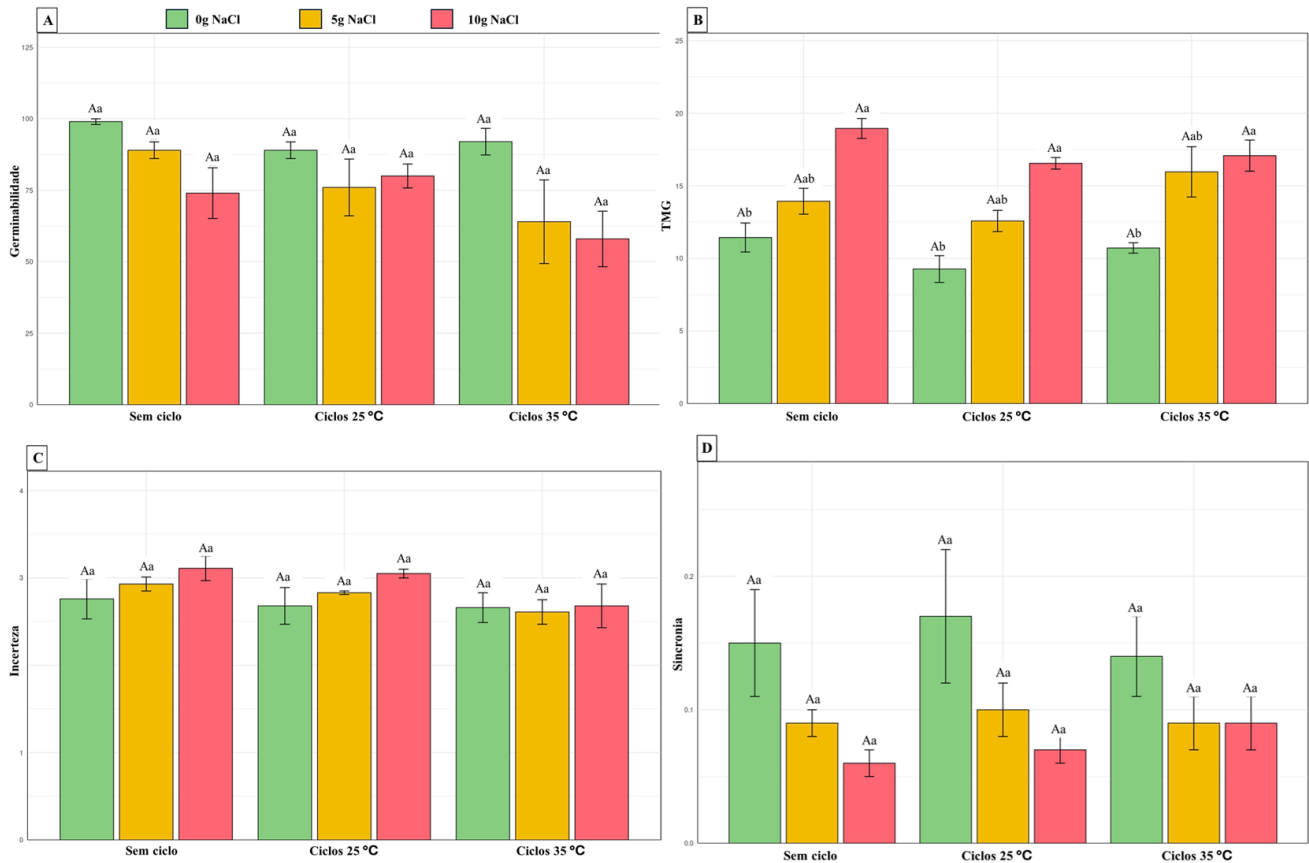 A
0g NaCl
5g NaCl
10g NaCl
125
100
75
50
25
0
Germinabilidade
Aa
Aa
Aa
Aa
Aa
Aa
Aa
Aa
Aa
Sem ciclo
Ciclos 25 °C
Ciclos 35 °C
B
25
20
15
10
5
0
TMG
Ab
Aab
Aa
Ab
Aab
Aa
Ab
Aab
Aa
Sem ciclo
Ciclos 25 °C
Ciclos 35 °C
C
4
3
2
1
0
Incerteza
Aa
Aa
Aa
Aa
Aa
Aa
Aa
Aa
Aa
Sem ciclo
Ciclos 25 °C
Ciclos 35 °C
D
0.2
0.1
0.0
Sincronia
Aa
Aa
Aa
Aa
Aa
Aa
Aa
Aa
Aa
Sem ciclo
Ciclos 25 °C
Ciclos 35 °C